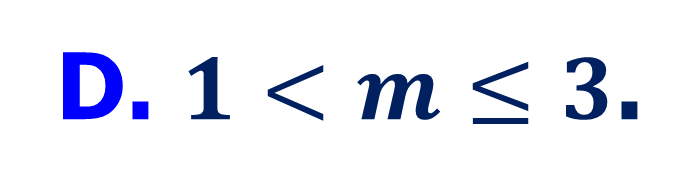 D. 1 < m ≤ 3.